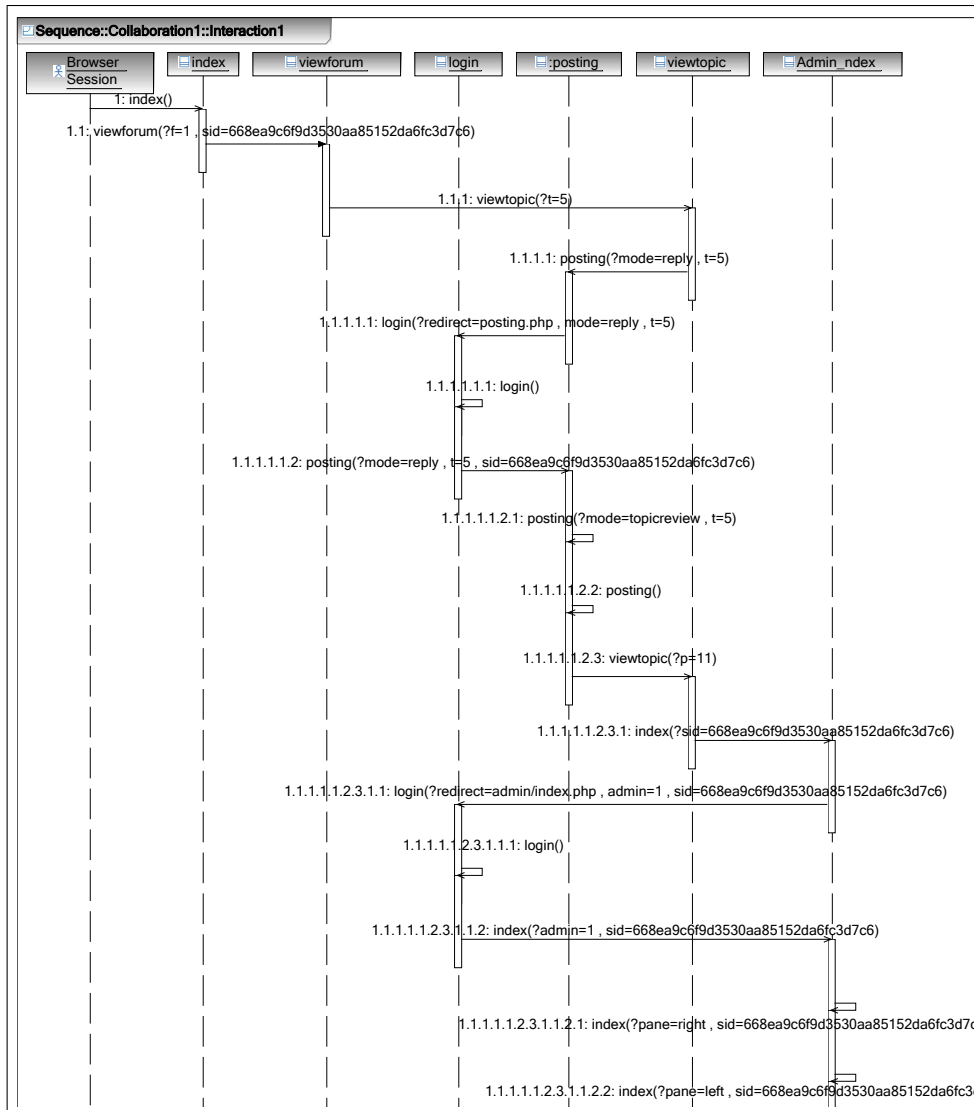 Sequence::Collaboration1::Interaction1
Browser
Session
index
viewforum
login
:posting
viewtopic
Admin_ndex
1: index()
1.1: viewforum(?f=1 , sid=668ea9c6f9d3530aa85152da6fc3d7c6)
1.1.1: viewtopic(?t=5)
1.1.1.1: posting(?mode=reply , t=5)
1.1.1.1.1: login(?redirect=posting.php , mode=reply , t=5)
1.1.1.1.1.1: login()
1.1.1.1.1.2: posting(?mode=reply , t=5 , sid=668ea9c6f9d3530aa85152da6fc3d7c6)
1.1.1.1.1.2.1: posting(?mode=topicreview , t=5)
1.1.1.1.1.2.2: posting()
1.1.1.1.1.2.3: viewtopic(?p=11)
1.1.1.1.1.2.3.1: index(?sid=668ea9c6f9d3530aa85152da6fc3d7c6)
1.1.1.1.1.2.3.1.1: login(?redirect=admin/index.php , admin=1 , sid=668ea9c6f9d3530aa85152da6fc3d7c6)
1.1.1.1.1.2.3.1.1.1: login()
1.1.1.1.1.2.3.1.1.2: index(?admin=1 , sid=668ea9c6f9d3530aa85152da6fc3d7c6)
1.1.1.1.1.2.3.1.1.2.1: index(?pane=right , sid=668ea9c6f9d3530aa85152da6fc3d7c
1.1.1.1.1.2.3.1.1.2.2: index(?pane=left , sid=668ea9c6f9d3530aa85152da6fc3d